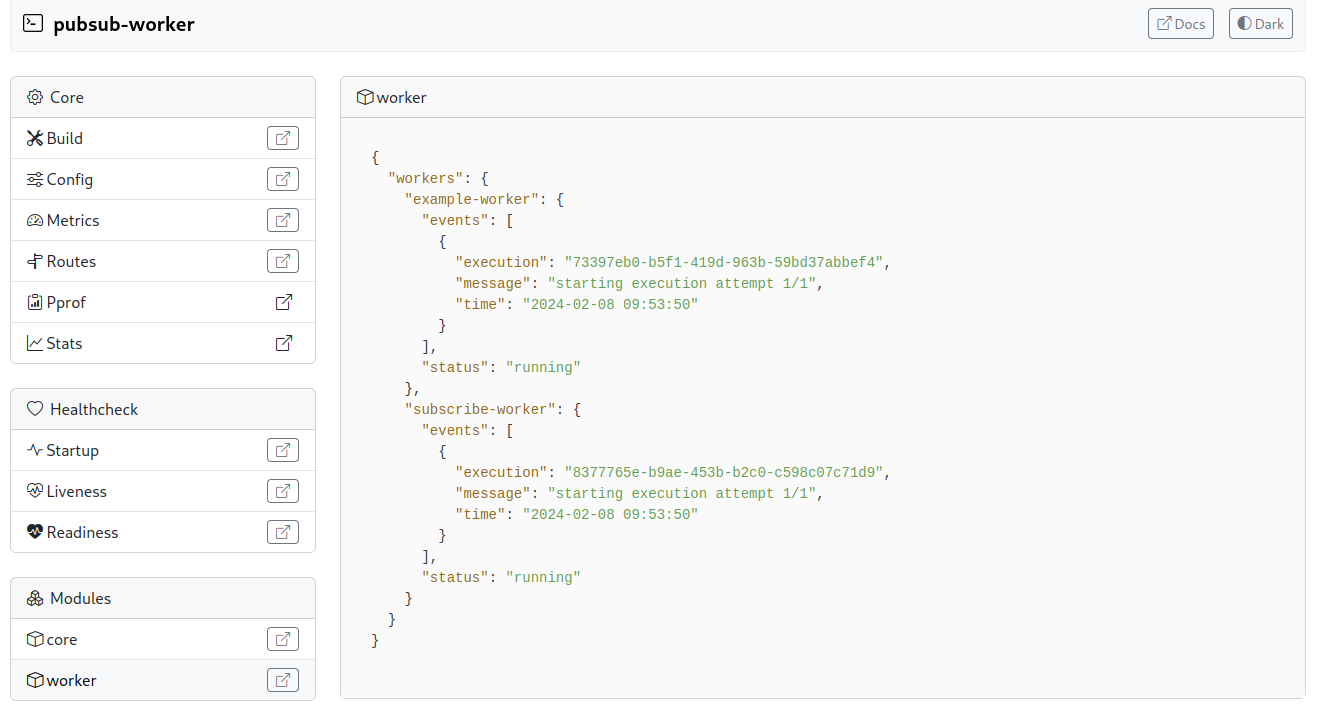 pubsub-worker
Docs
Dark
Core
Build
Config
Metrics
Routes
Pprof
Stats
Healthcheck
Startup
Liveness
Readiness
Modules
core
worker
worker
{
  "workers": {
    "example-worker": {
      "events": [
        {
          "execution": "73397eb0-b5f1-419d-963b-59bd37abbef4",
          "message": "starting execution attempt 1/1",
          "time": "2024-02-08 09:53:50"
        }
      ],
      "status": "running"
    },
    "subscribe-worker": {
      "events": [
        {
          "execution": "8377765e-b9ae-453b-b2c0-c598c07c71d9",
          "message": "starting execution attempt 1/1",
          "time": "2024-02-08 09:53:50"
        }
      ],
      "status": "running"
    }
  }
}